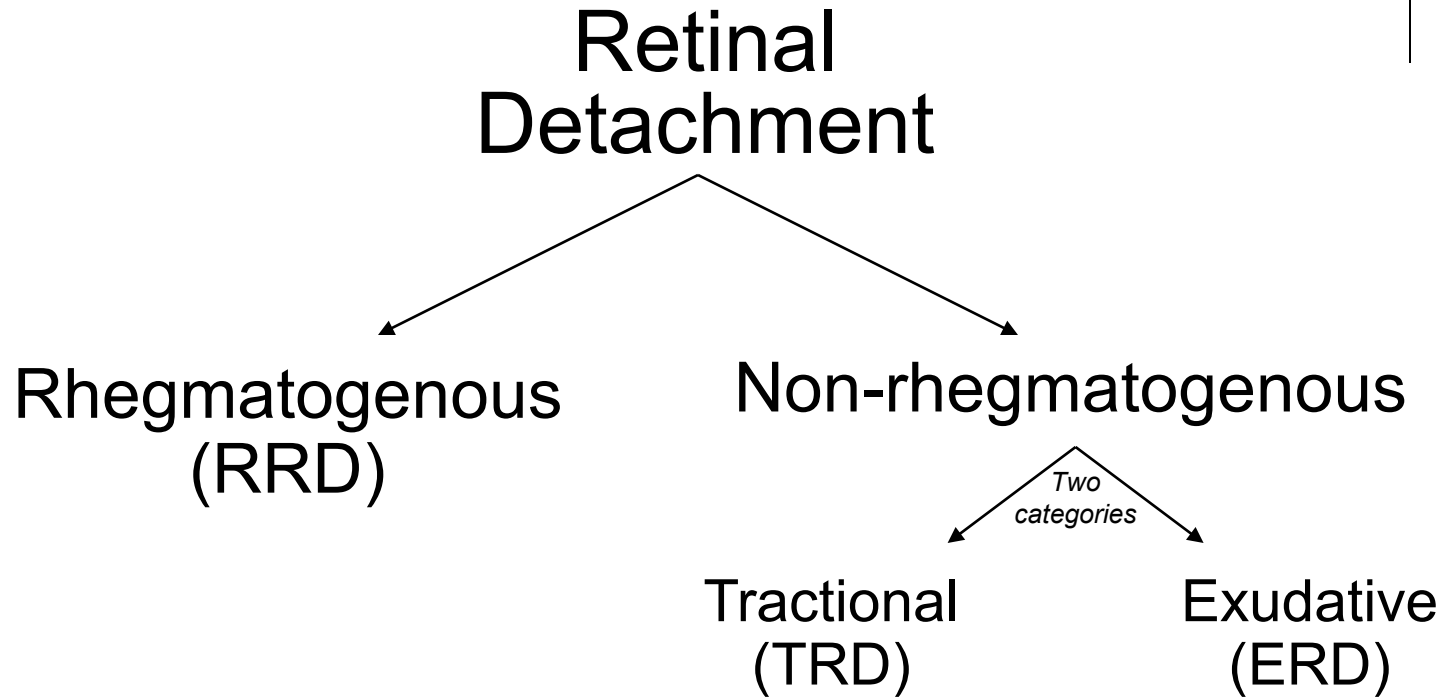 Retinal
Detachment
Rhegmatogenous
(RRD)
Non-rhegmatogenous
Two
categories
Tractional
(TRD)
Exudative
(ERD)